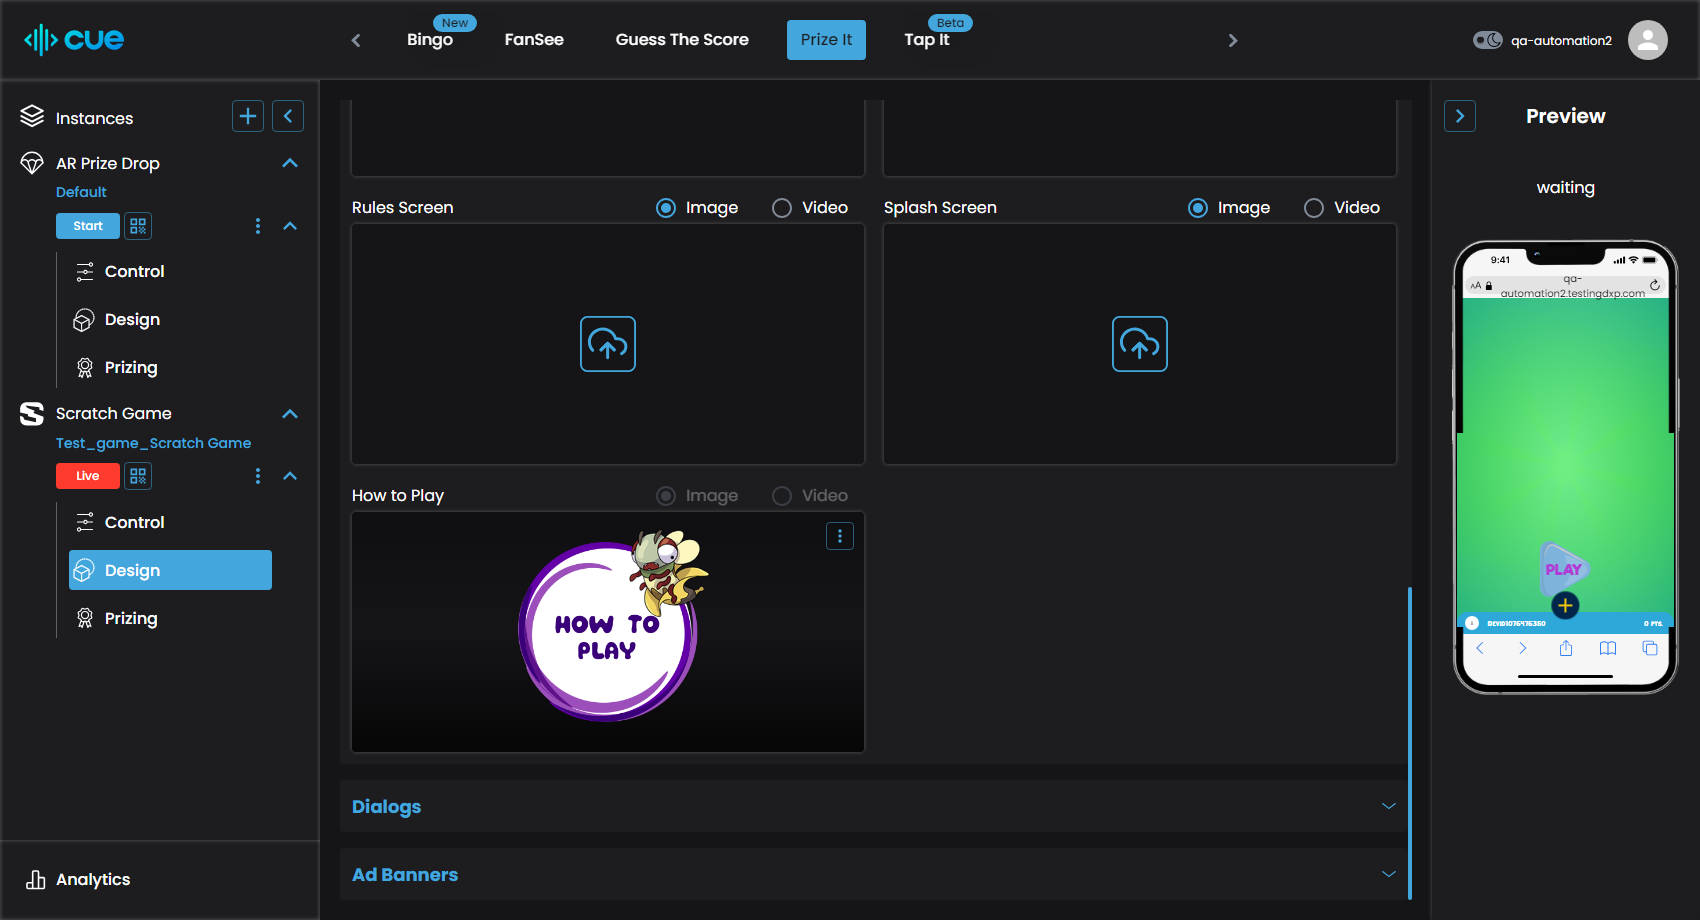 cue
New
Bingo
FanSee
Guess The Score
Prize It
Beta
Tap It
qa-automation2
Instances
AR Prize Drop
Default
Start
Control
Design
Prizing
Scratch Game
Test_game_Scratch Game
Live
Control
Design
Prizing
Analytics
Rules Screen
Image
Video
Splash Screen
Image
Video
How to Play
Image
Video
HOW TO
PLAY
Dialogs
Ad Banners
Preview
waiting
9:41
AA
qa-
automation2.testingdxp.com
PLAY
0 PTS.